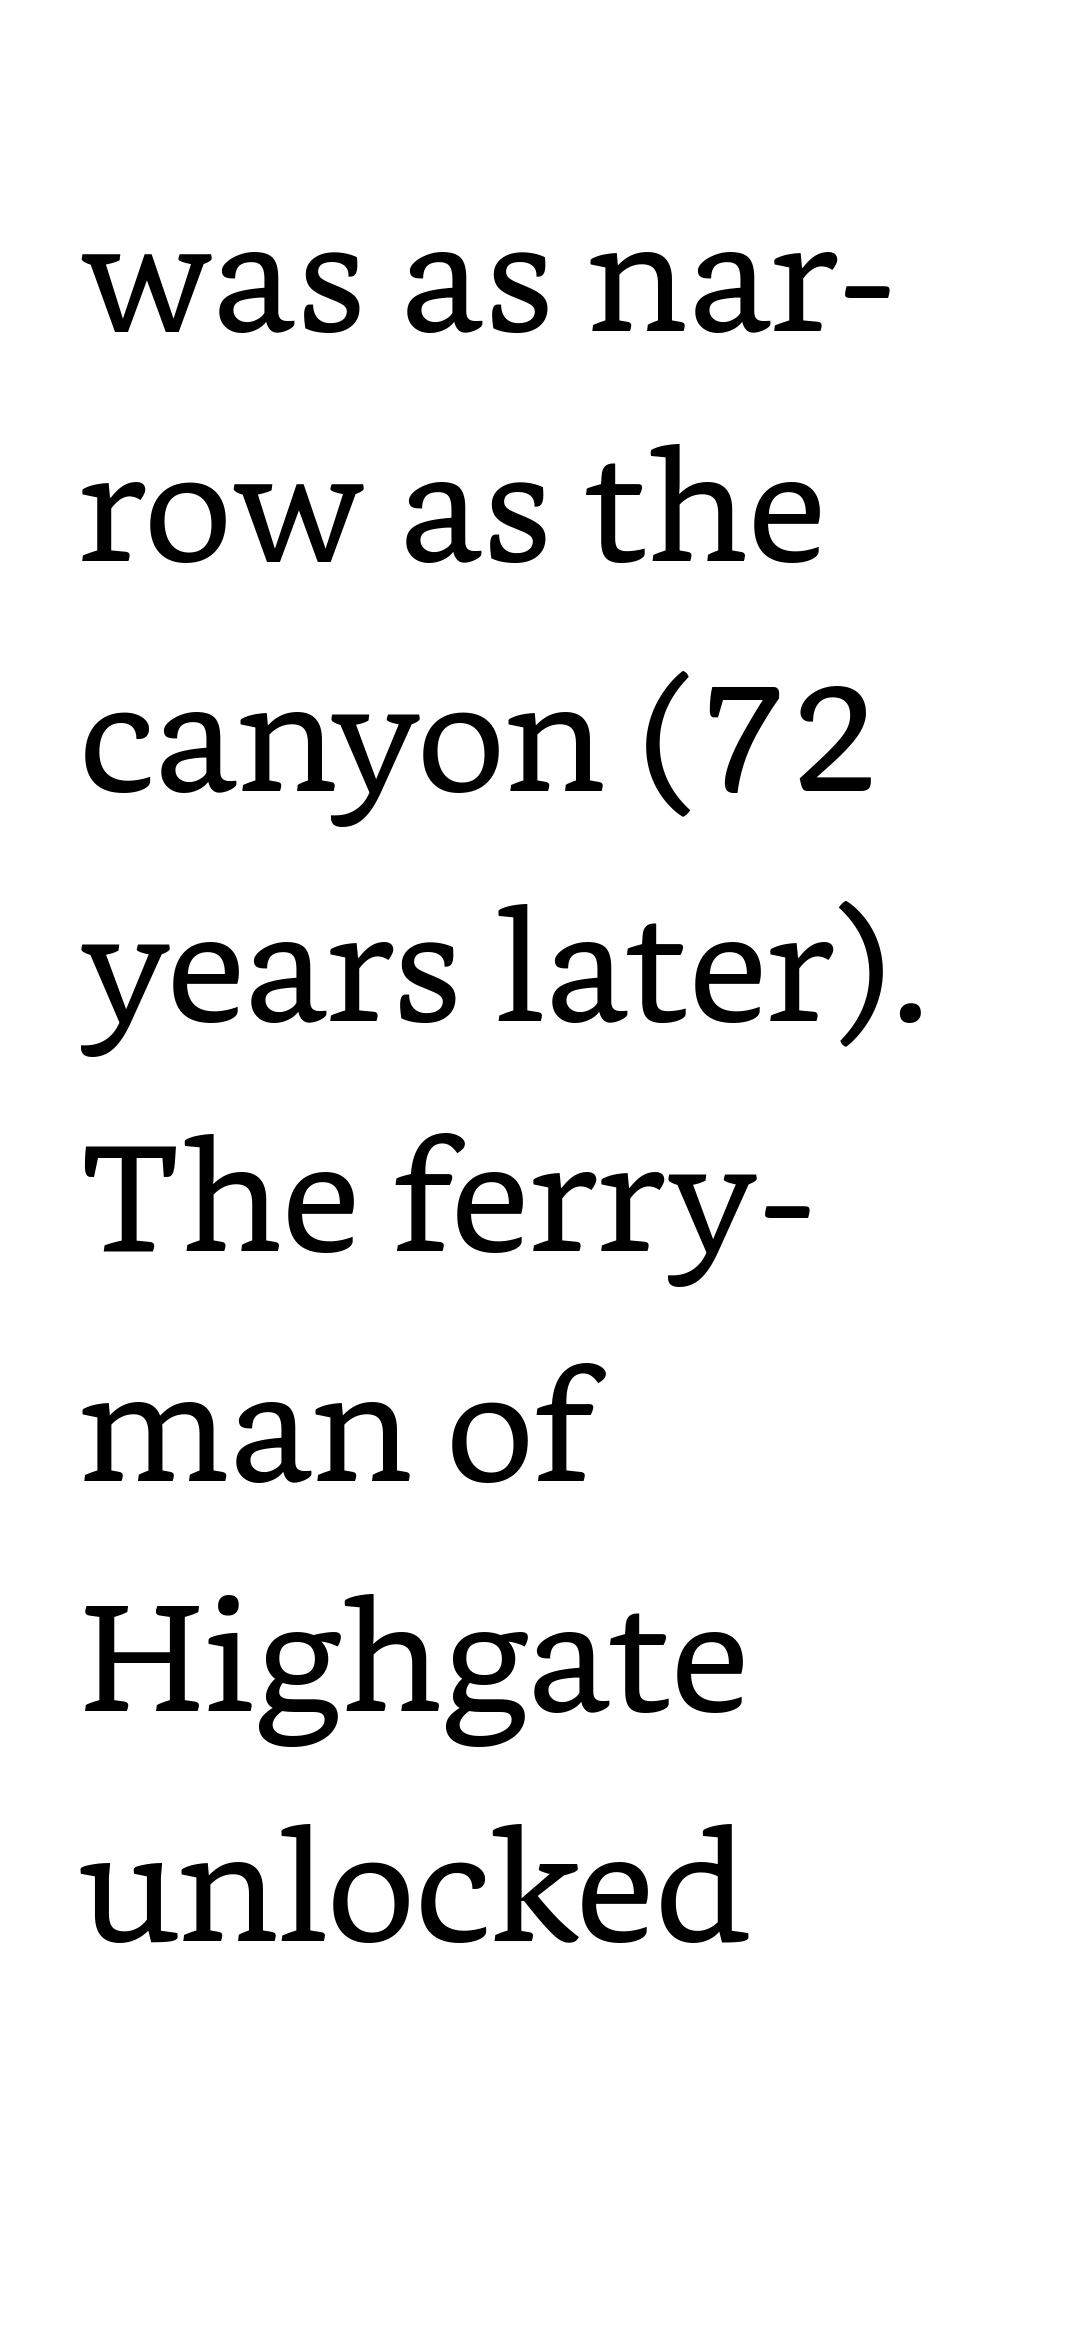 was as nar-
row as the
canyon (72
years later).
The ferry-
man of
Highgate
unlocked